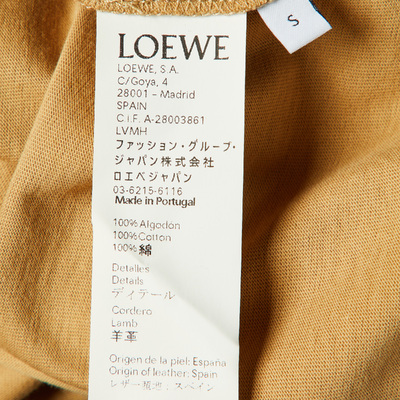 LOEWE
S
LOEWE, S.A.
C/Goya, 4
28001 - Madrid
SPAIN
C.I.F. A-28003861
LVMH
ファッション・グループ・
ジャパン株式会社
ロエベジャパン
03-6215-6116
Made in Portugal
100% Algodón
100% Cotton
100% 綿
Detalles
Details
ディテール
Cordero
Lamb
羊革
Origen de la piel: España
Origin of leather: Spain
レザー原産地：スペイン